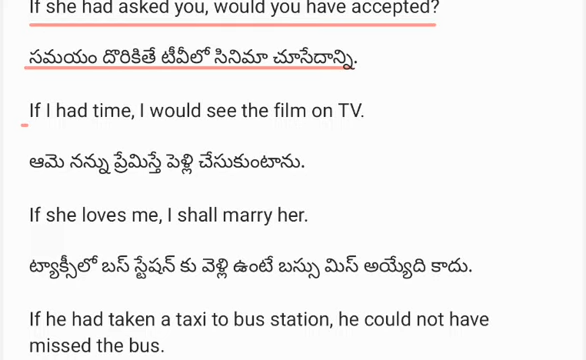 If she had asked you, would you have accepted?
సమయం దొరికితే టీవీలో సినిమా చూసేదాన్ని.
If I had time, I would see the film on TV.
ఆమె నన్ను ప్రేమిస్తే పెళ్లి చేసుకుంటాను.
If she loves me, I shall marry her.
ట్యాక్సీలో బస్ స్టేషన్ కు వెళ్లి ఉంటే బస్సు మిస్ అయ్యేది కాదు.
If he had taken a taxi to bus station, he could not have
missed the bus.